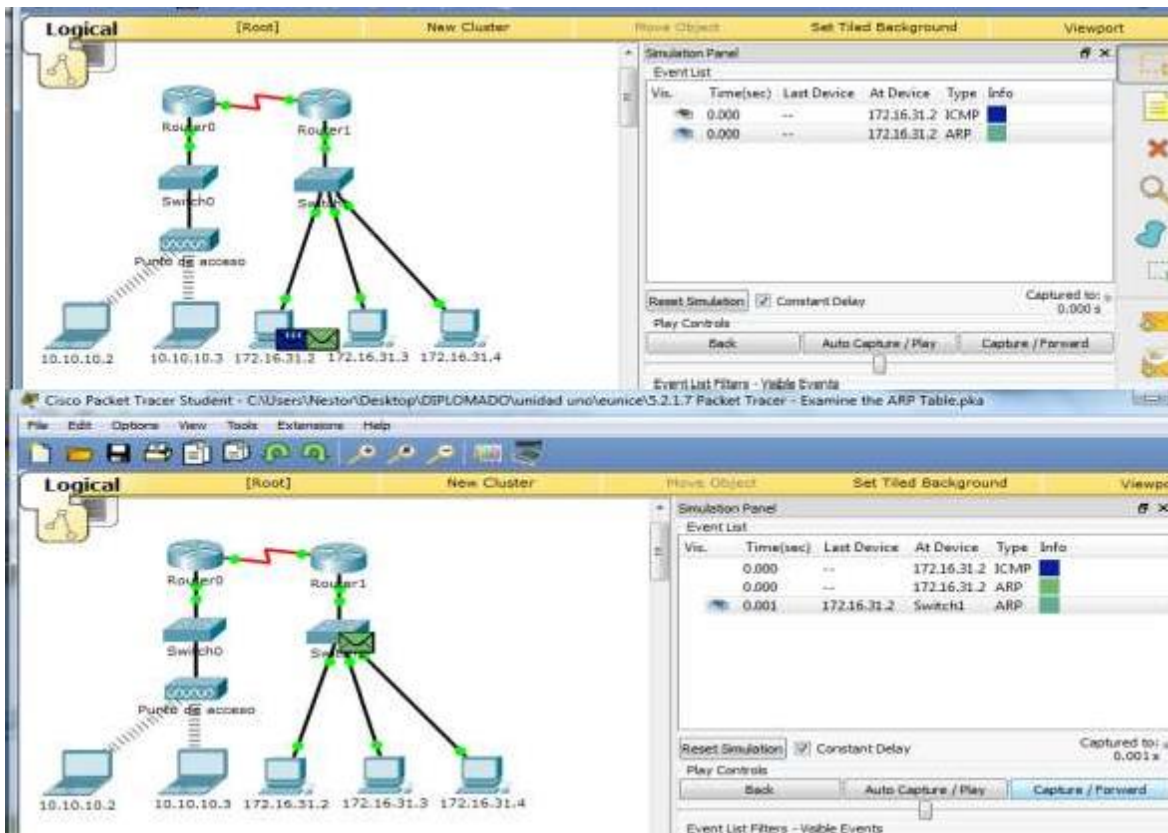 Logical [Root] New Cluster Move Object Set Tiled Background Viewport
Simulation Panel
Event List
Vis. Time(sec) Last Device At Device Type Info
0.000 -- 172.16.31.2 ICMP
0.000 -- 172.16.31.2 ARP
Router0 Router1
Switch0
Punto de acceso
10.10.10.2 10.10.10.3 172.16.31.2 172.16.31.3 172.16.31.4
Reset Simulation Constant Delay Captured to:
0.000 s
Play Controls
Back Auto Capture / Play Capture / Forward
Event List Filters - Visible Events
Cisco Packet Tracer Student - C:\Users\Nestor\Desktop\DIPLOMADO\unidad uno\eunice\5.2.1.7 Packet Tracer - Examine the ARP Table.pka
File Edit Options View Tools Extensions Help
Logical [Root] New Cluster Move Object Set Tiled Background Viewpo
Simulation Panel
Event List
Vis. Time(sec) Last Device At Device Type Info
0.000 -- 172.16.31.2 ICMP
0.000 -- 172.16.31.2 ARP
0.001 172.16.31.2 Switch1 ARP
Router0 Router1
Switch0
Punto de acceso
10.10.10.2 10.10.10.3 172.16.31.2 172.16.31.3 172.16.31.4
Reset Simulation Constant Delay Captured to:
0.001 s
Play Controls
Back Auto Capture / Play Capture / Forward
Event List Filters - Visible Events